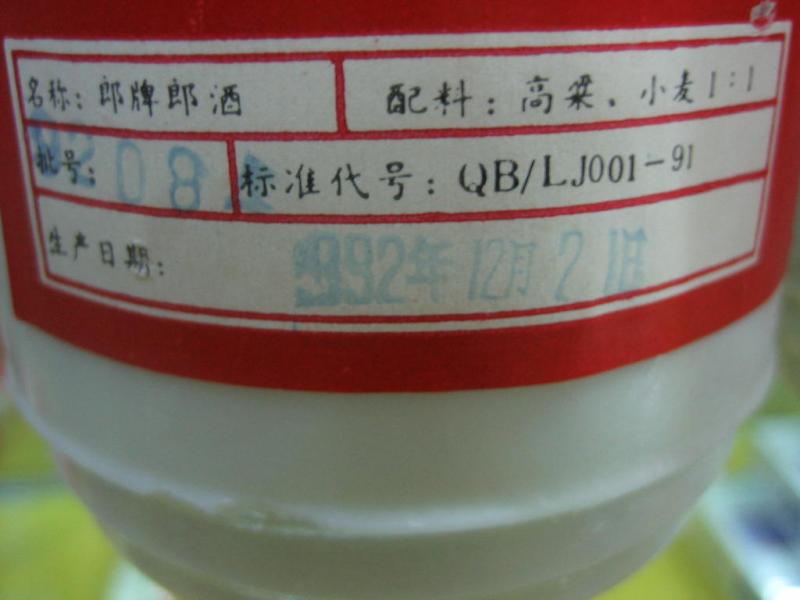 名称：郎牌郎酒 配料：高粱、小麦1：1
批号： 标准代号：QB/LJ001-91
生产日期： 1992年12月21日